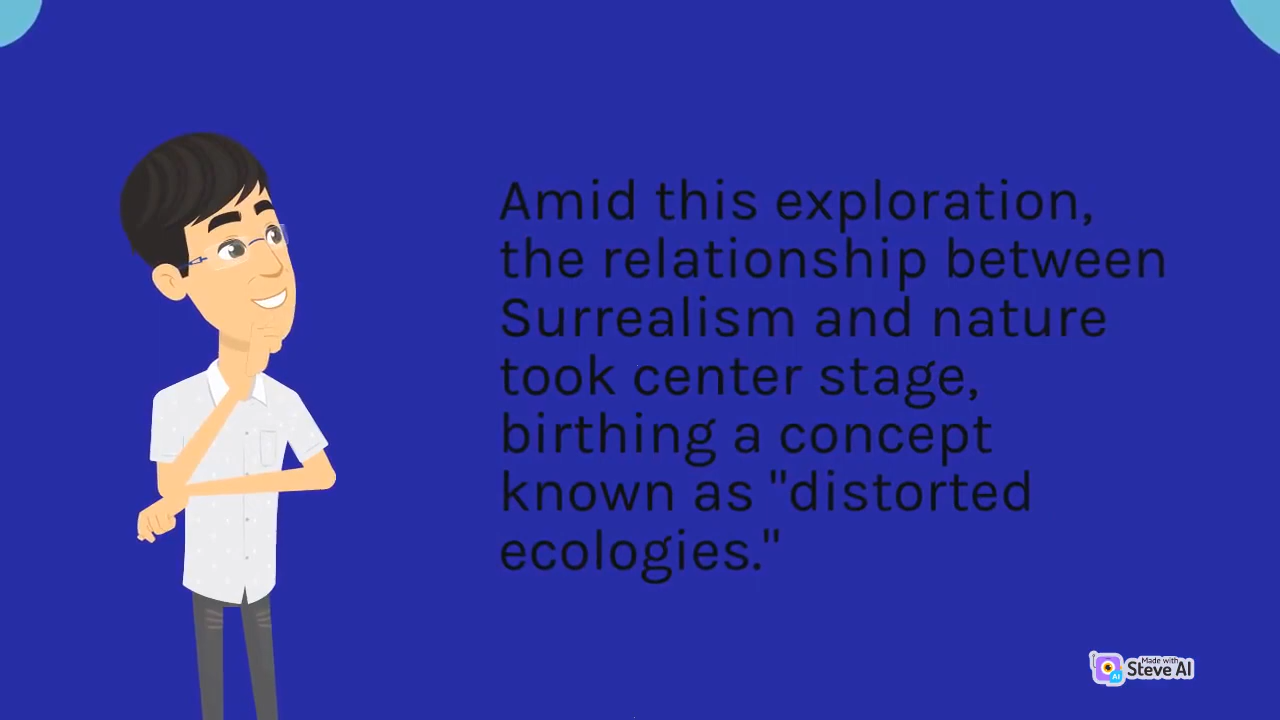 Amid this exploration,
the relationship between
Surrealism and nature
took center stage,
birthing a concept
known as "distorted
ecologies."
Made with
Steve AI
AI